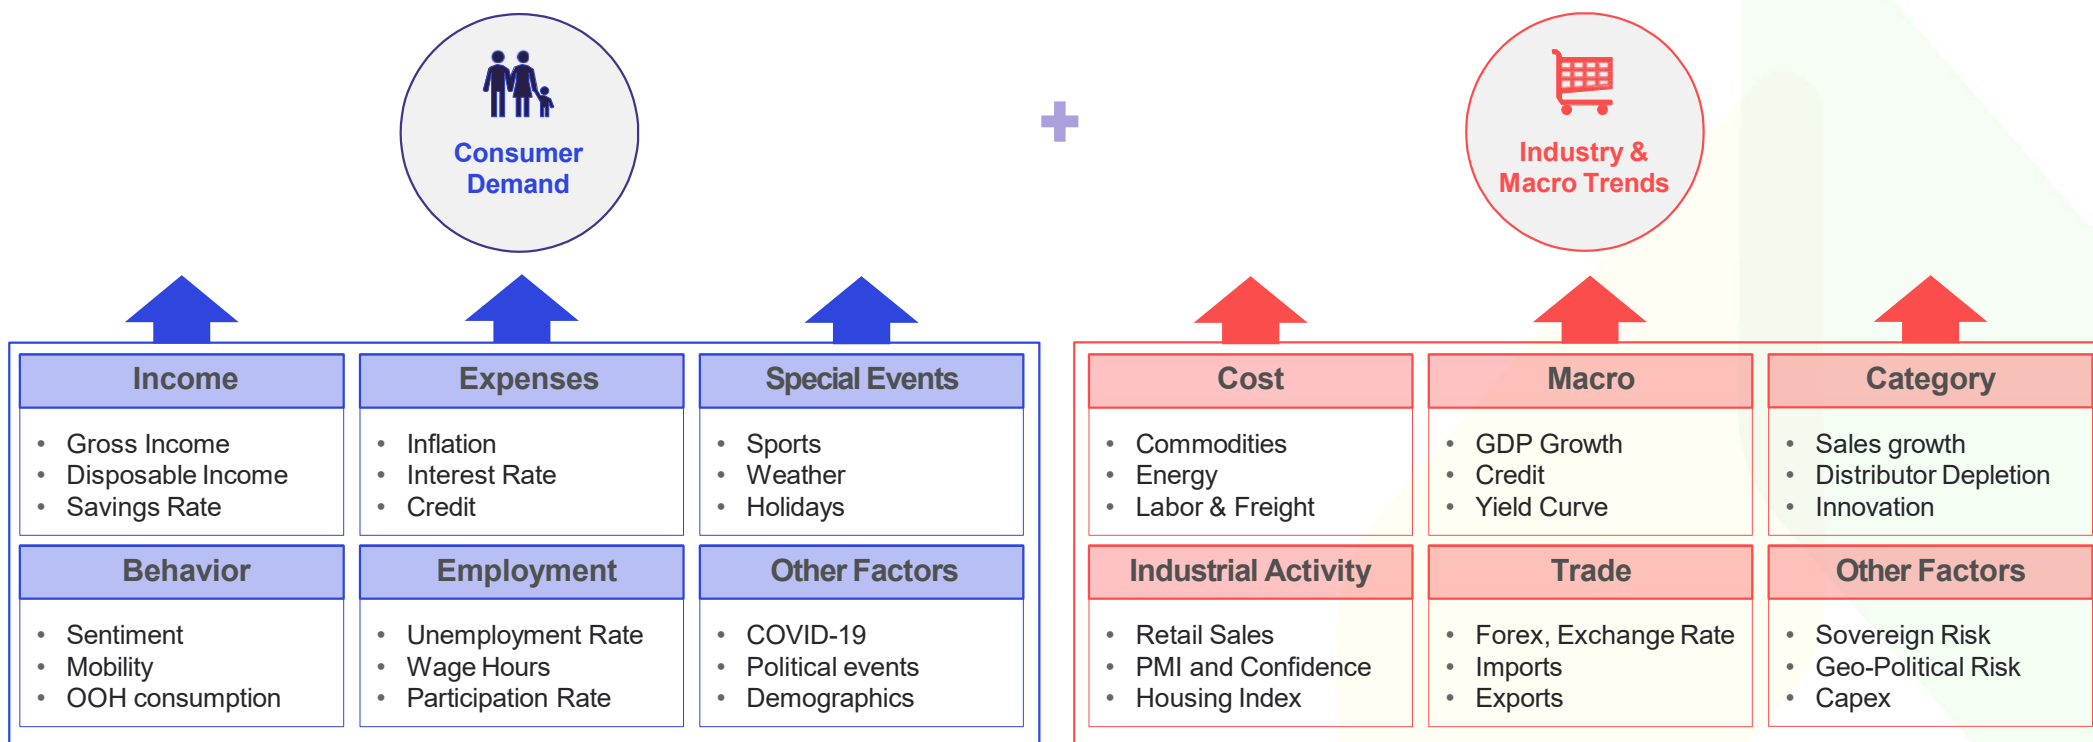 Consumer
Demand
Industry &
Macro Trends
Income
Gross Income
Disposable Income
Savings Rate
Expenses
Inflation
Interest Rate
Credit
Special Events
Sports
Weather
Holidays
Behavior
Sentiment
Mobility
OOH consumption
Employment
Unemployment Rate
Wage Hours
Participation Rate
Other Factors
COVID-19
Political events
Demographics
Cost
Commodities
Energy
Labor & Freight
Macro
GDP Growth
Credit
Yield Curve
Category
Sales growth
Distributor Depletion
Innovation
Industrial Activity
Retail Sales
PMI and Confidence
Housing Index
Trade
Forex, Exchange Rate
Imports
Exports
Other Factors
Sovereign Risk
Geo-Political Risk
Capex